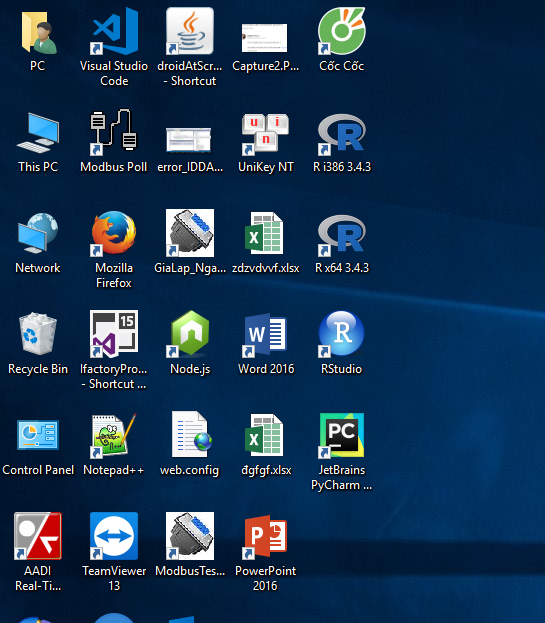 PC
Visual Studio
Code
droidAtScr...
- Shortcut
Capture2.P...
Cốc Cốc
This PC
Modbus Poll
error_IDDA...
u n i
UniKey NT
R
R i386 3.4.3
Network
Mozilla
Firefox
GiaLap_Nga...
X
zdzvdvvf.xlsx
R
R x64 3.4.3
Recycle Bin
15
IfactoryPro...
- Shortcut ...
Node.js
W
Word 2016
R
RStudio
Control Panel
Notepad++
web.config
X
đgfgf.xlsx
PC
JetBrains
PyCharm ...
AADI
Real-Ti...
TeamViewer
13
ModbusTes...
P
PowerPoint
2016